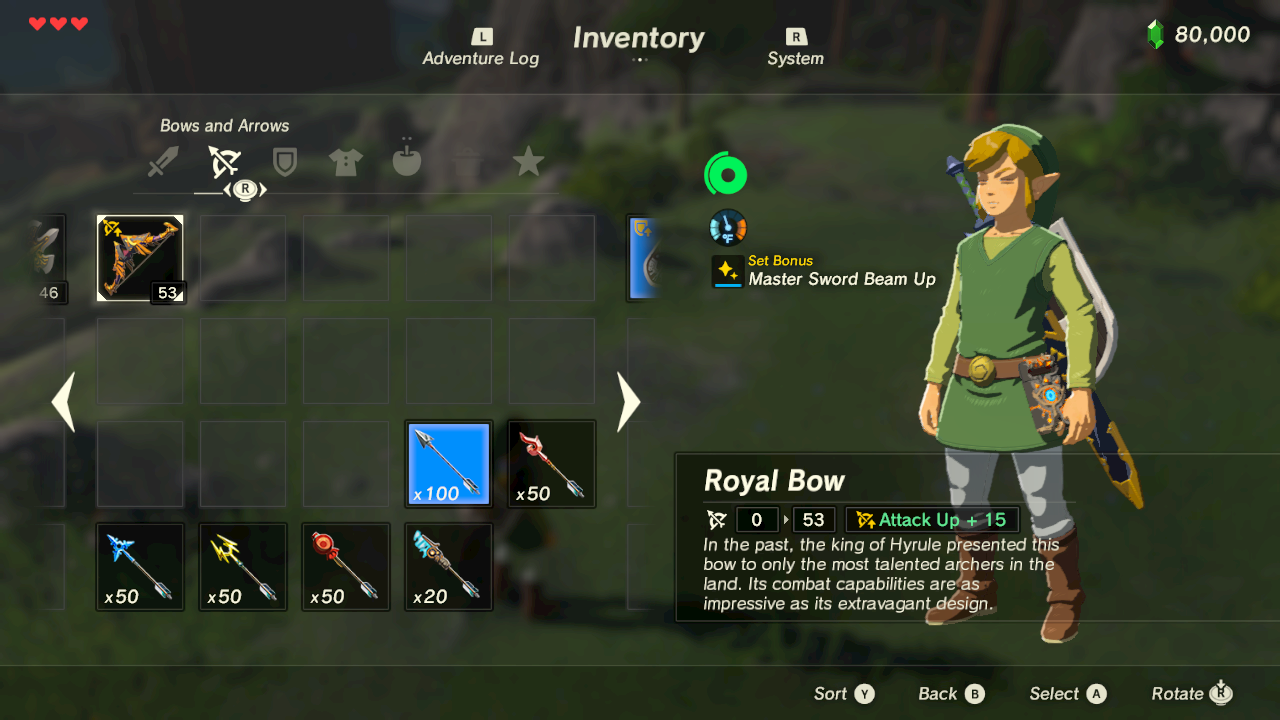 L
Inventory
R
80,000
Adventure Log
System
Bows and Arrows
R
°F
Set Bonus
Master Sword Beam Up
46
53
x100
x50
Royal Bow
0
53
Attack Up + 15
In the past, the king of Hyrule presented this
bow to only the most talented archers in the
land. Its combat capabilities are as
impressive as its extravagant design.
x50
x50
x50
x20
Sort Y
Back B
Select A
Rotate R